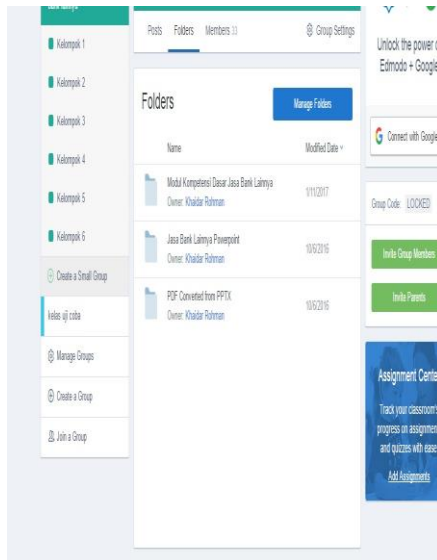 Kelompok 1
Kelompok 2
Kelompok 3
Kelompok 4
Kelompok 5
Kelompok 6
Create a Small Group
kelas uji coba
Manage Groups
Create a Group
Join a Group
Posts Folders Members 33 Group Settings
Folders
Manage Folders
Name Modified Date
Modul Kompetensi Dasar Jasa Bank Lainnya 1/11/2017
Owner: Khaidar Rohman
Jasa Bank Lainnya Powerpoint 10/6/2016
Owner: Khaidar Rohman
PDF Converted from PPTX 10/6/2016
Owner: Khaidar Rohman
Unlock the power o
Edmodo + Google
Connect with Google
Group Code: LOCKED
Invite Group Members
Invite Parents
Assignment Cente
Track your classroom's
progress on assignmen
and quizzes with ease
Add Assignments